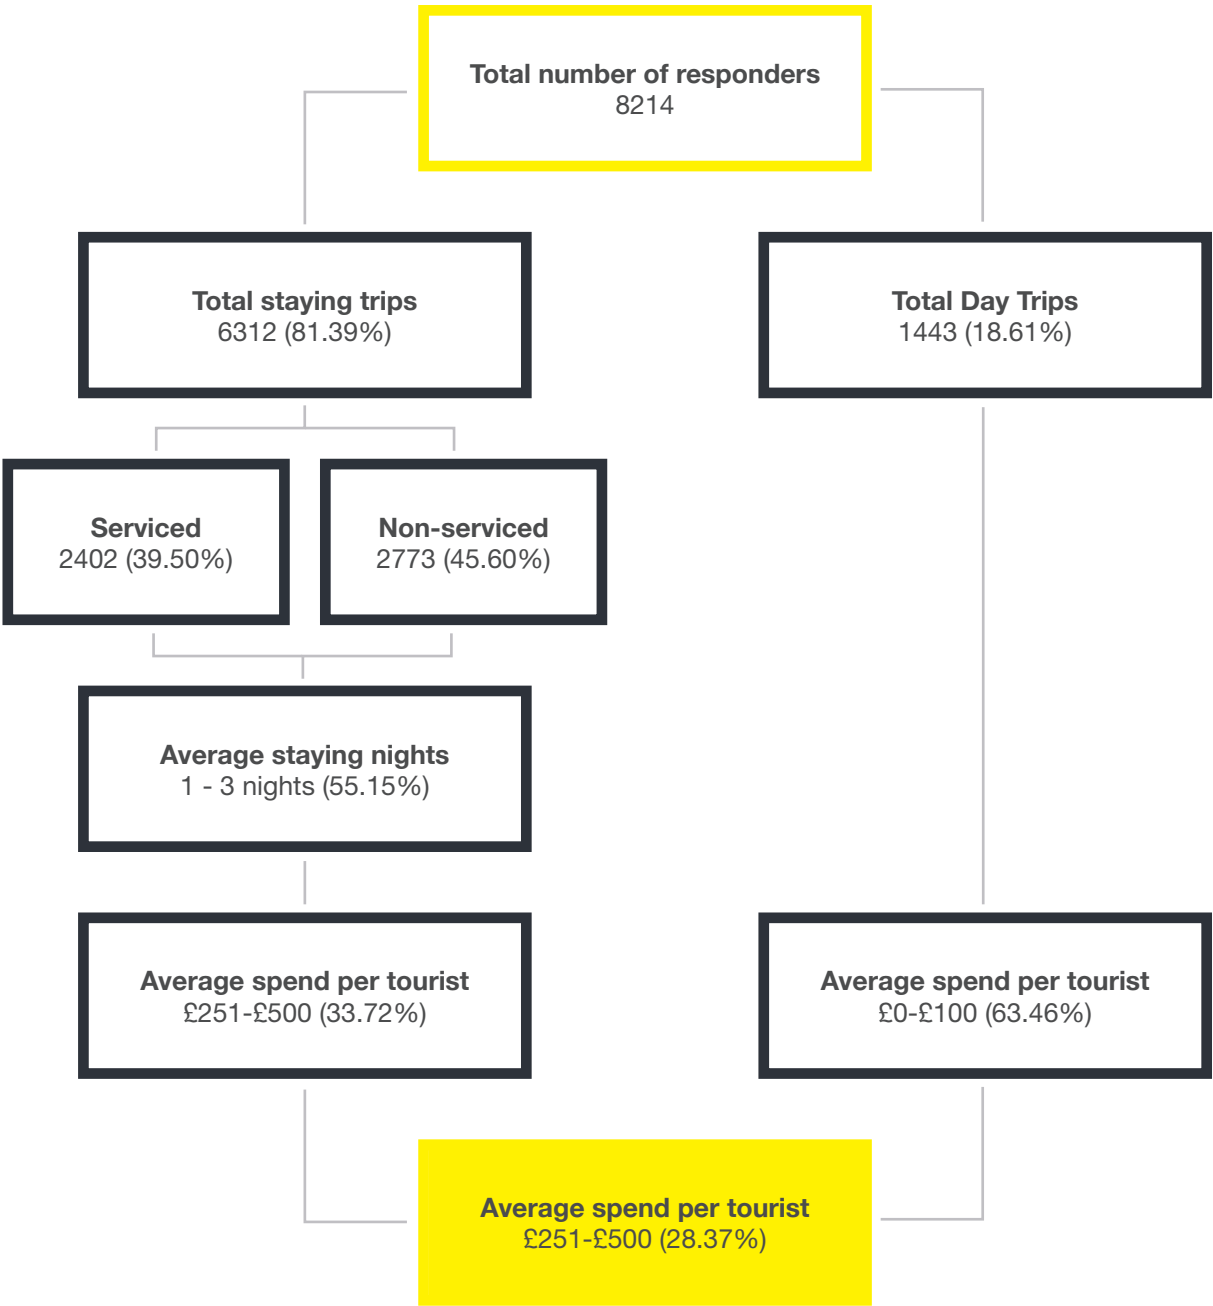 Total number of responders
8214
Total staying trips
6312 (81.39%)
Total Day Trips
1443 (18.61%)
Serviced
2402 (39.50%)
Non-serviced
2773 (45.60%)
Average staying nights
1 - 3 nights (55.15%)
Average spend per tourist
£251-£500 (33.72%)
Average spend per tourist
£0-£100 (63.46%)
Average spend per tourist
£251-£500 (28.37%)